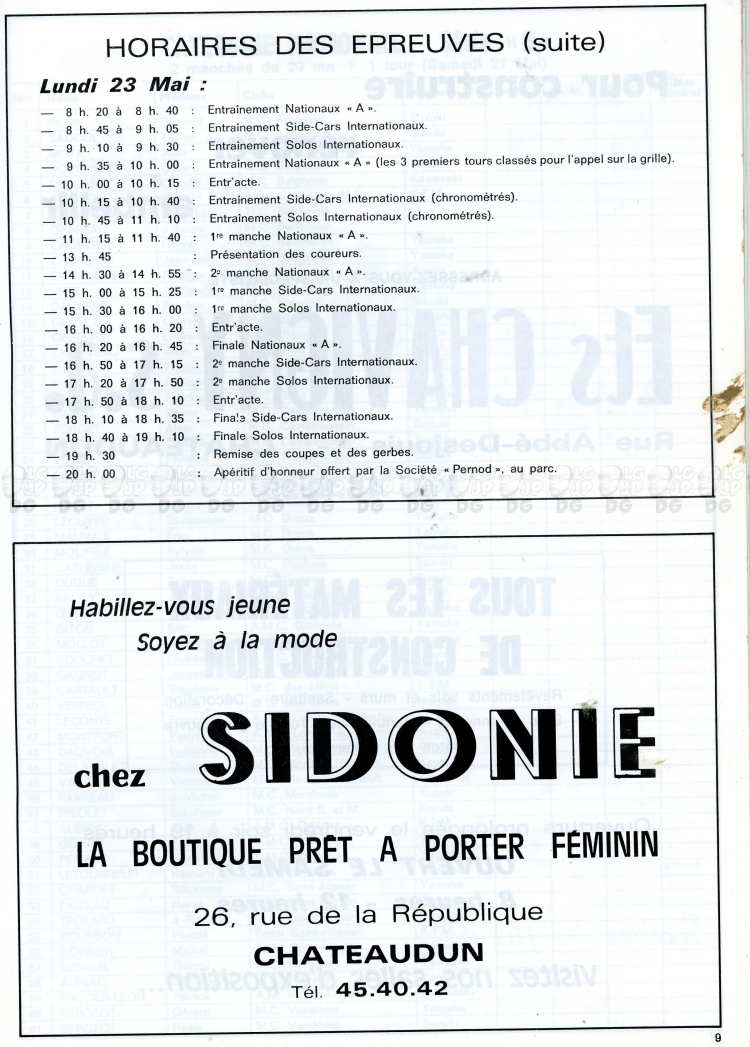 HORAIRES DES EPREUVES (suite)
Lundi 23 Mai :
— 8 h. 20 à 8 h. 40 : Entraînement Nationaux « A ».
— 8 h. 45 à 9 h. 05 : Entraînement Side-Cars Internationaux.
— 9 h. 10 à 9 h. 30 : Entraînement Solos Internationaux.
— 9 h. 35 à 10 h. 00 : Entraînement Nationaux « A » (les 3 premiers tours classés pour l'appel sur la grille).
— 10 h. 00 à 10 h. 15 : Entr'acte.
— 10 h. 15 à 10 h. 40 : Entraînement Side-Cars Internationaux (chronométrés).
— 10 h. 45 à 11 h. 10 : Entraînement Solos Internationaux (chronométrés).
— 11 h. 15 à 11 h. 40 : 1re manche Nationaux « A ».
— 13 h. 45 : Présentation des coureurs.
— 14 h. 30 à 14 h. 55 : 2e manche Nationaux « A ».
— 15 h. 00 à 15 h. 25 : 1re manche Side-Cars Internationaux.
— 15 h. 30 à 16 h. 00 : 1re manche Solos Internationaux.
— 16 h. 00 à 16 h. 20 : Entr'acte.
— 16 h. 20 à 16 h. 45 : Finale Nationaux « A ».
— 16 h. 50 à 17 h. 15 : 2e manche Side-Cars Internationaux.
— 17 h. 20 à 17 h. 50 : 2e manche Solos Internationaux.
— 17 h. 50 à 18 h. 10 : Entr'acte.
— 18 h. 10 à 18 h. 35 : Finale Side-Cars Internationaux.
— 18 h. 40 à 19 h. 10 : Finale Solos Internationaux.
— 19 h. 30 : Remise des coupes et des gerbes.
— 20 h. 00 : Apéritif d'honneur offert par la Société « Pernod », au parc.
Habillez-vous jeune
Soyez à la mode
chez SIDONIE
LA BOUTIQUE PRÊT A PORTER FÉMININ
26, rue de la République
CHATEAUDUN
Tél. 45.40.42
9